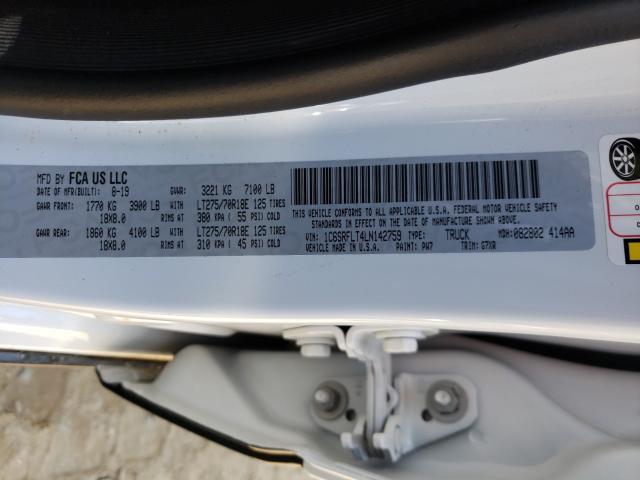 MFD BY FCA US LLC
DATE OF MFR(BUILT): 8-19 GVWR: 3221 KG 7100 LB
GAWR FRONT: 1770 KG 3900 LB WITH LT275/70R18E 125 TIRES
18X8.0 RIMS AT 380 KPA ( 55 PSI) COLD
GAWR REAR: 1860 KG 4100 LB WITH LT275/70R18E 125 TIRES
18X8.0 RIMS AT 310 KPA ( 45 PSI) COLD
THIS VEHICLE CONFORMS TO ALL APPLICABLE U.S.A. FEDERAL MOTOR VEHICLE SAFETY
STANDARDS IN EFFECT ON THE DATE OF MANUFACTURE SHOWN ABOVE.
VIN: 1C6SRFLT4LN142759 TYPE: TRUCK MDH: 082802 414AA
VEHICLE MADE IN U.S.A. PAINT: PW7 TRIM: G7XR